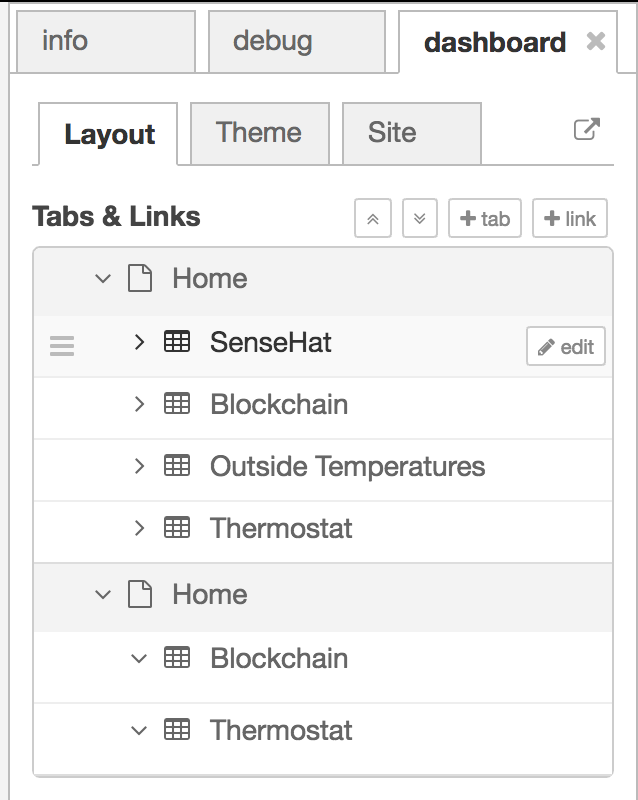 info debug dashboard
Layout Theme Site
Tabs & Links tab link
Home
SenseHat edit
Blockchain
Outside Temperatures
Thermostat
Home
Blockchain
Thermostat